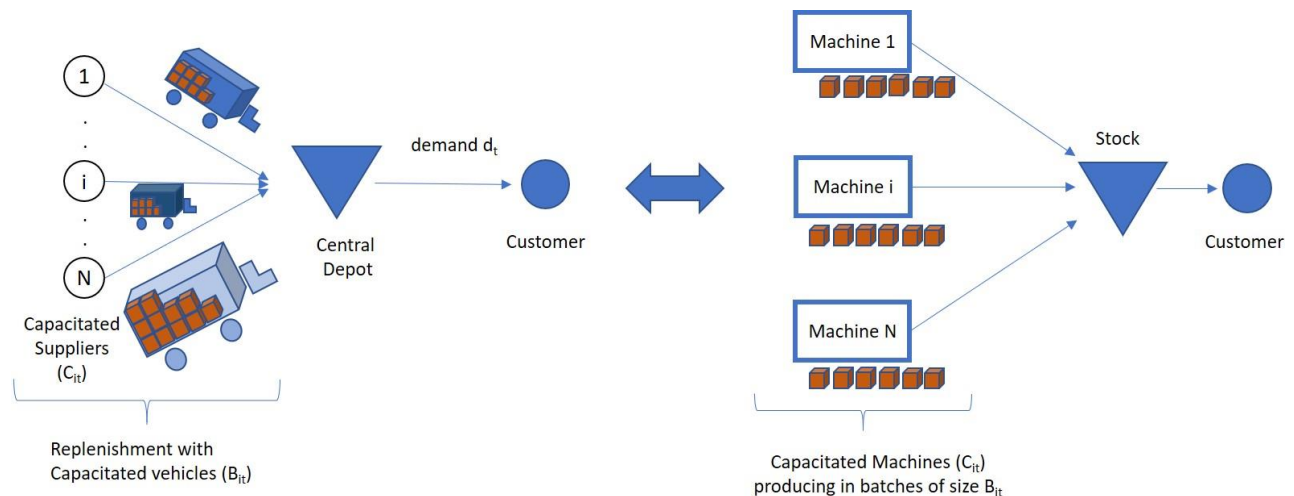 1
.
.
i
.
.
N
Capacitated
Suppliers
(C_it)
Replenishment with
Capacitated vehicles (B_it)
Central
Depot
demand d_t
Customer
Machine 1
Machine i
Machine N
Stock
Customer
Capacitated Machines (C_it)
producing in batches of size B_it